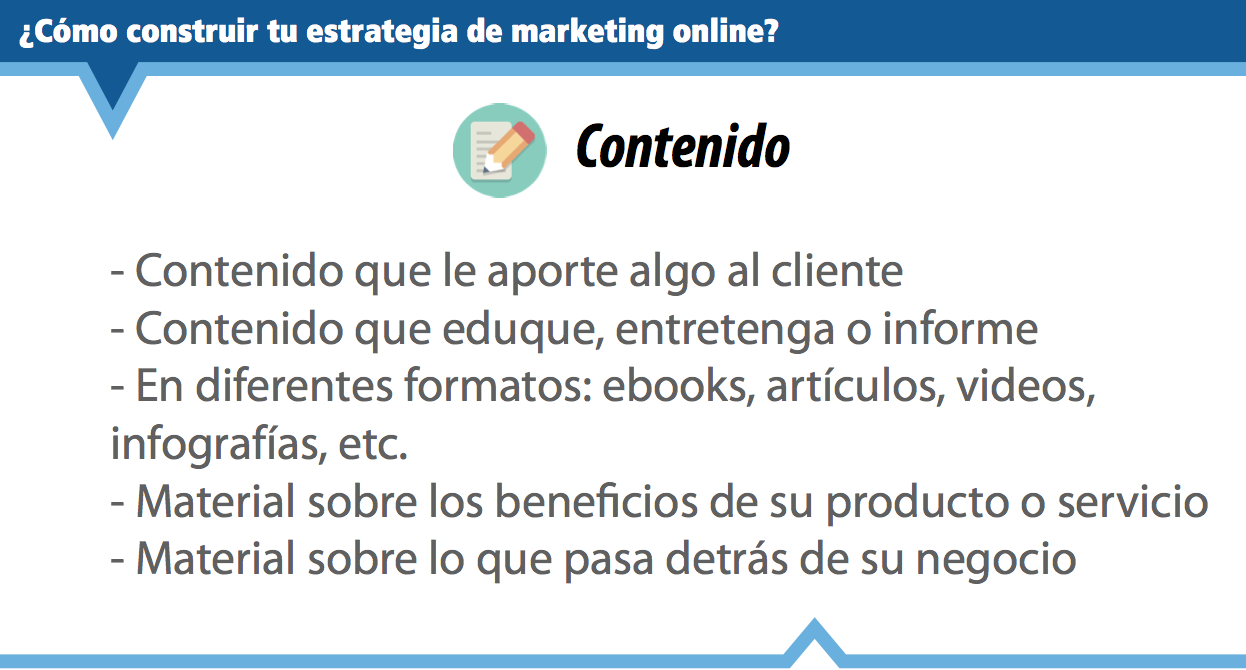 ¿Cómo construir tu estrategia de marketing online?
Contenido
- Contenido que le aporte algo al cliente
- Contenido que eduque, entretenga o informe
- En diferentes formatos: ebooks, artículos, videos,
infografías, etc.
- Material sobre los beneficios de su producto o servicio
- Material sobre lo que pasa detrás de su negocio